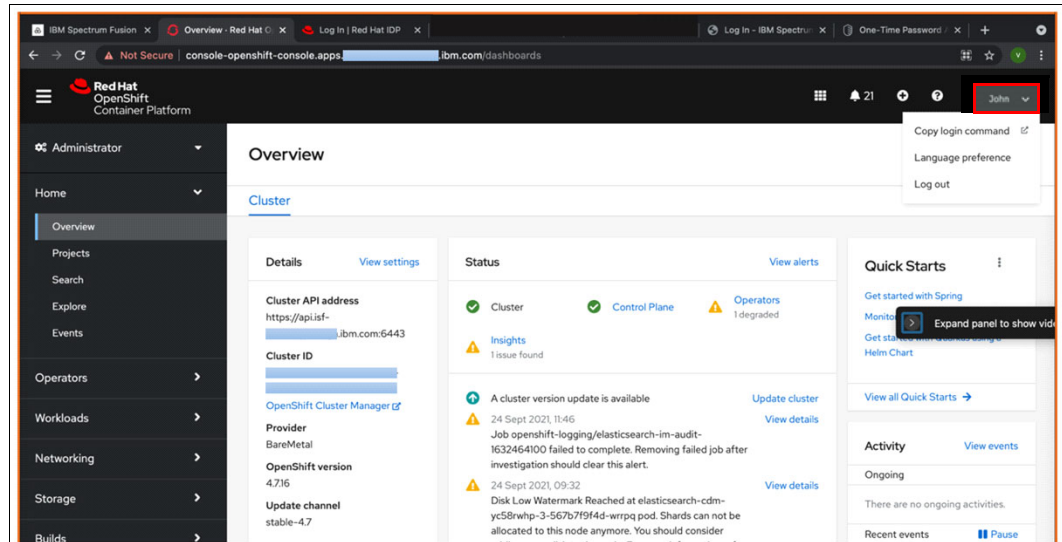 IBM Spectrum Fusion
Overview · Red Hat O
Log In | Red Hat IDP
Log In – IBM Spectru
One-Time Password /
Not Secure | console-openshift-console.apps. .ibm.com/dashboards
Red Hat
OpenShift
Container Platform
21
John
Copy login command
Language preference
Log out
Administrator
Home
Overview
Projects
Search
Explore
Events
Operators
Workloads
Networking
Storage
Builds
Overview
Cluster
Details
View settings
Cluster API address
https://api.isf-
.ibm.com:6443
Cluster ID
OpenShift Cluster Manager
Provider
BareMetal
OpenShift version
4.7.16
Update channel
stable-4.7
Status
View alerts
Cluster
Control Plane
Operators
1 degraded
Insights
1 issue found
A cluster version update is available
Update cluster
24 Sept 2021, 11:46
View details
Job openshift-logging/elasticsearch-im-audit-
1632464100 failed to complete. Removing failed job after
investigation should clear this alert.
24 Sept 2021, 09:32
View details
Disk Low Watermark Reached at elasticsearch-cdm-
yc58rwhp-3-567b7f9f4d-wrrpq pod. Shards can not be
allocated to this node anymore. You should consider
Quick Starts
Get started with Spring
Monito
Expand panel to show vid
Get started with Quarkus using a
Helm Chart
View all Quick Starts
Activity
View events
Ongoing
There are no ongoing activities.
Recent events
Pause